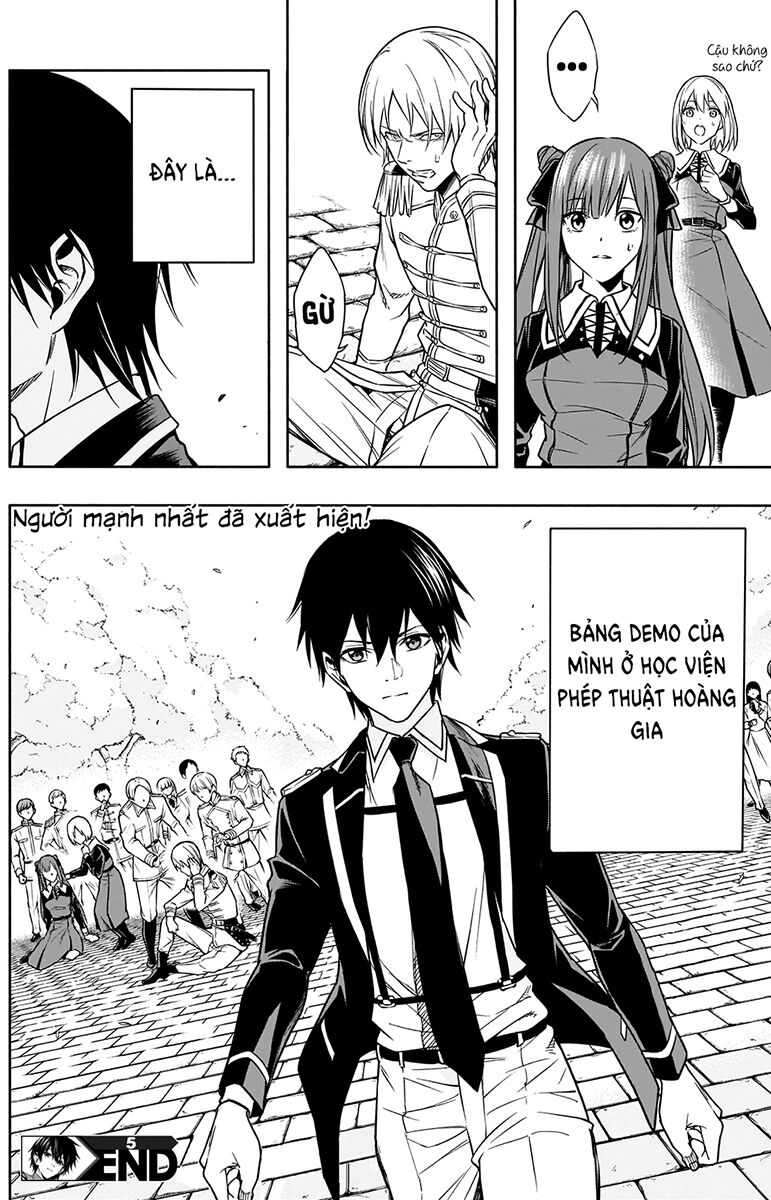 Cậu không
sao chứ?
...
GỪ
ĐÂY LÀ...
Người mạnh nhất đã xuất hiện!
BẢNG DEMO CỦA
MÌNH Ở HỌC VIỆN
PHÉP THUẬT HOÀNG
GIA
5
END